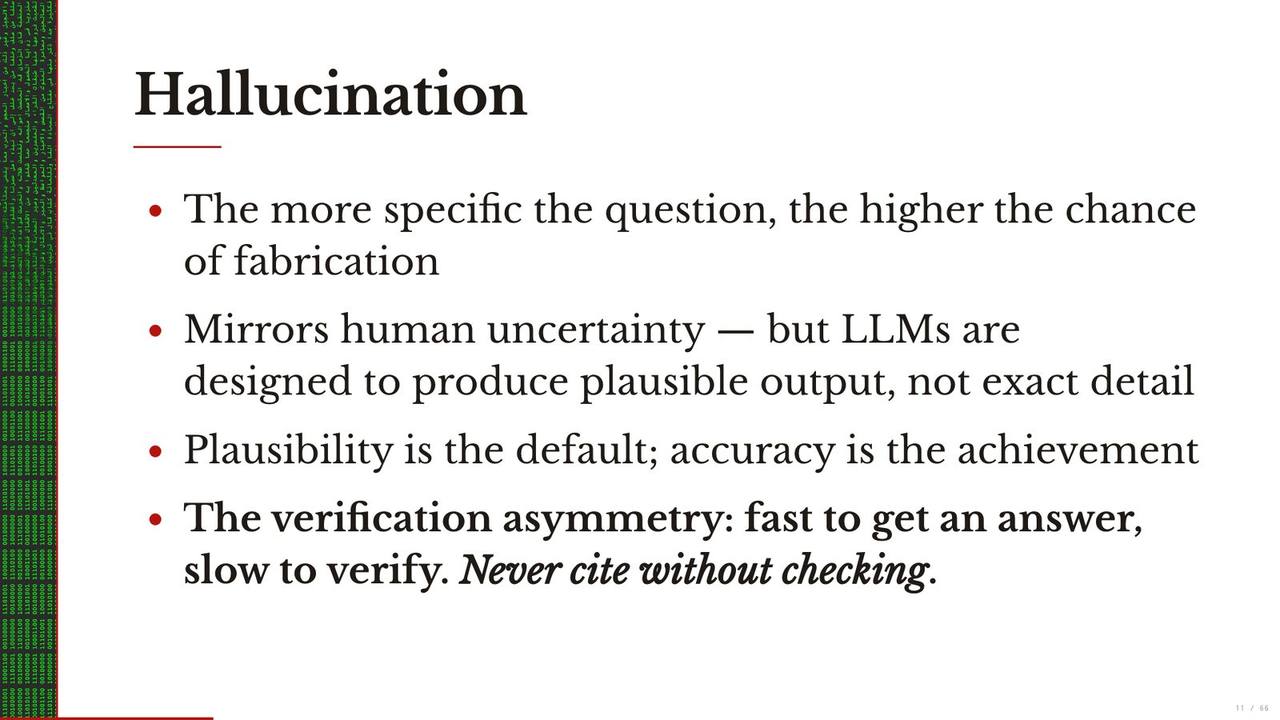 Hallucination
• The more specific the question, the higher the chance
of fabrication
• Mirrors human uncertainty — but LLMs are
designed to produce plausible output, not exact detail
• Plausibility is the default; accuracy is the achievement
• The verification asymmetry: fast to get an answer,
slow to verify. Never cite without checking.
11 / 66